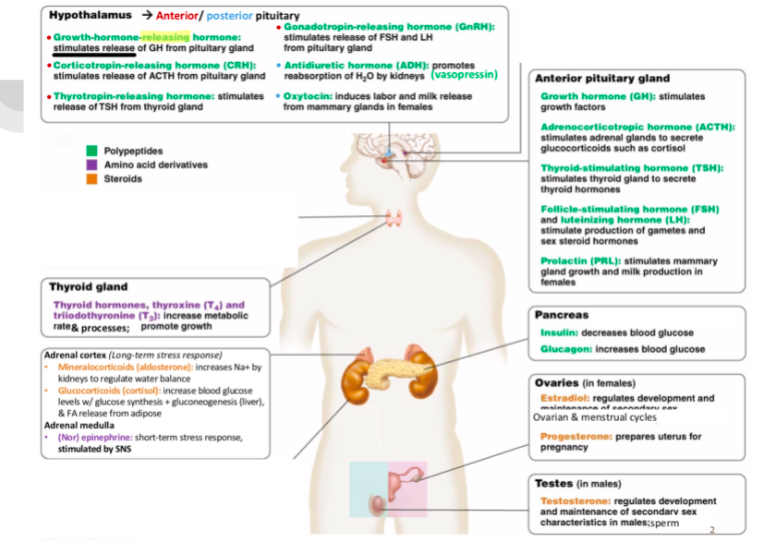 Hypothalamus → Anterior/ posterior pituitary
• Growth-hormone-releasing hormone:
stimulates release of GH from pituitary gland
• Corticotropin-releasing hormone (CRH):
stimulates release of ACTH from pituitary gland
• Thyrotropin-releasing hormone: stimulates
release of TSH from thyroid gland
• Gonadotropin-releasing hormone (GnRH):
stimulates release of FSH and LH
from pituitary gland
• Antidiuretic hormone (ADH): promotes
reabsorption of H₂O by kidneys (vasopressin)
• Oxytocin: induces labor and milk release
from mammary glands in females
Polypeptides
Amino acid derivatives
Steroids
Anterior pituitary gland
Growth hormone (GH): stimulates
growth factors
Adrenocorticotropic hormone (ACTH):
stimulates adrenal glands to secrete
glucocorticoids such as cortisol
Thyroid-stimulating hormone (TSH):
stimulates thyroid gland to secrete
thyroid hormones
Follicle-stimulating hormone (FSH)
and luteinizing hormone (LH):
stimulate production of gametes and
sex steroid hormones
Prolactin (PRL): stimulates mammary
gland growth and milk production in
females
Thyroid gland
Thyroid hormones, thyroxine (T₄) and
triiodothyronine (T₃): increase metabolic
rate& processes; promote growth
Adrenal cortex (Long-term stress response)
• Mineralocorticoids (aldosterone): increases Na+ by
kidneys to regulate water balance
• Glucocorticoids (cortisol): increase blood glucose
levels w/ glucose synthesis + gluconeogenesis (liver),
& FA release from adipose
Adrenal medulla
• (Nor) epinephrine: short-term stress response,
stimulated by SNS
Pancreas
Insulin: decreases blood glucose
Glucagon: increases blood glucose
Ovaries (in females)
Estradiol: regulates development and
maintenance of secondary sex
Ovarian & menstrual cycles
Progesterone: prepares uterus for
pregnancy
Testes (in males)
Testosterone: regulates development
and maintenance of secondary sex
characteristics in males;sperm
2